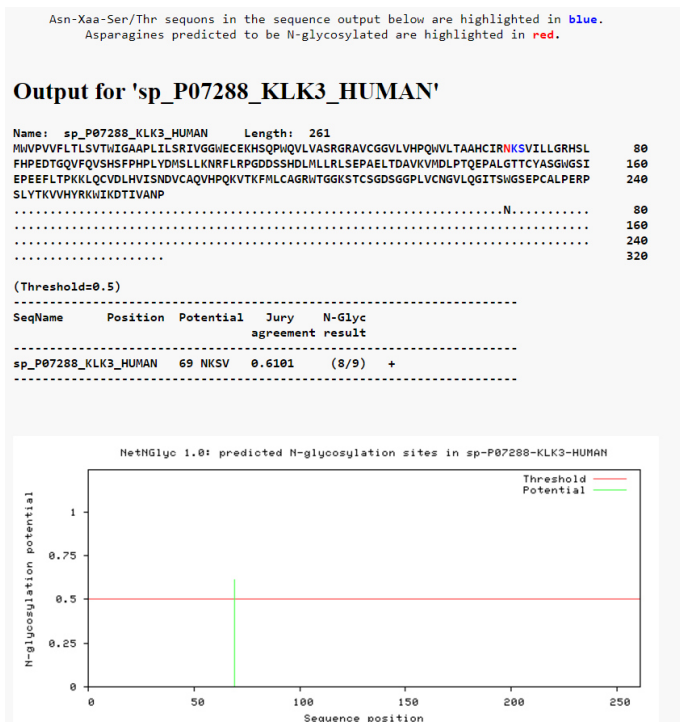 Asn-Xaa-Ser/Thr sequons in the sequence output below are highlighted in blue.
Asparagines predicted to be N-glycosylated are highlighted in red.
Output for 'sp_P07288_KLK3_HUMAN'
Name:  sp_P07288_KLK3_HUMAN    Length:  261
MWVPVVFLTLSVTWIGAAPLILSRIVGGWECEKHSQPWQVLVASRGRAVCGGVLVHPQWVLTAAHCIRNKSVILLGRHSL      80
FHPEDTGQVFQVSHSFPHPLYDMSLLKNRFLRPGDDSSHDLMLLRLSEPAELTDAVKVMDLPTQEPALGTTCYASGWGSI     160
EPEEFLTPKKLQCVDLHVISNDVCAQVHPQKVTKFMLCAGRWTGGKSTCSGDSGGPLVCNGVLQGITSWGSEPCALPERP     240
SLYTKVVHYRKWIKDTIVANP
....................................................................N...........      80
................................................................................     160
................................................................................     240
.....................     320
(Threshold=0.5)
----------------------------------------------------------------------
SeqName      Position  Potential   Jury    N-Glyc
agreement result
----------------------------------------------------------------------
sp_P07288_KLK3_HUMAN   69 NKSV   0.6101     (8/9)   +
----------------------------------------------------------------------
NetNGlyc 1.0: predicted N-glycosylation sites in sp-P07288-KLK3-HUMAN
Threshold
Potential
N-glycosylation potential
1
0.75
0.5
0.25
0
0 50 100 150 200 250
Sequence position